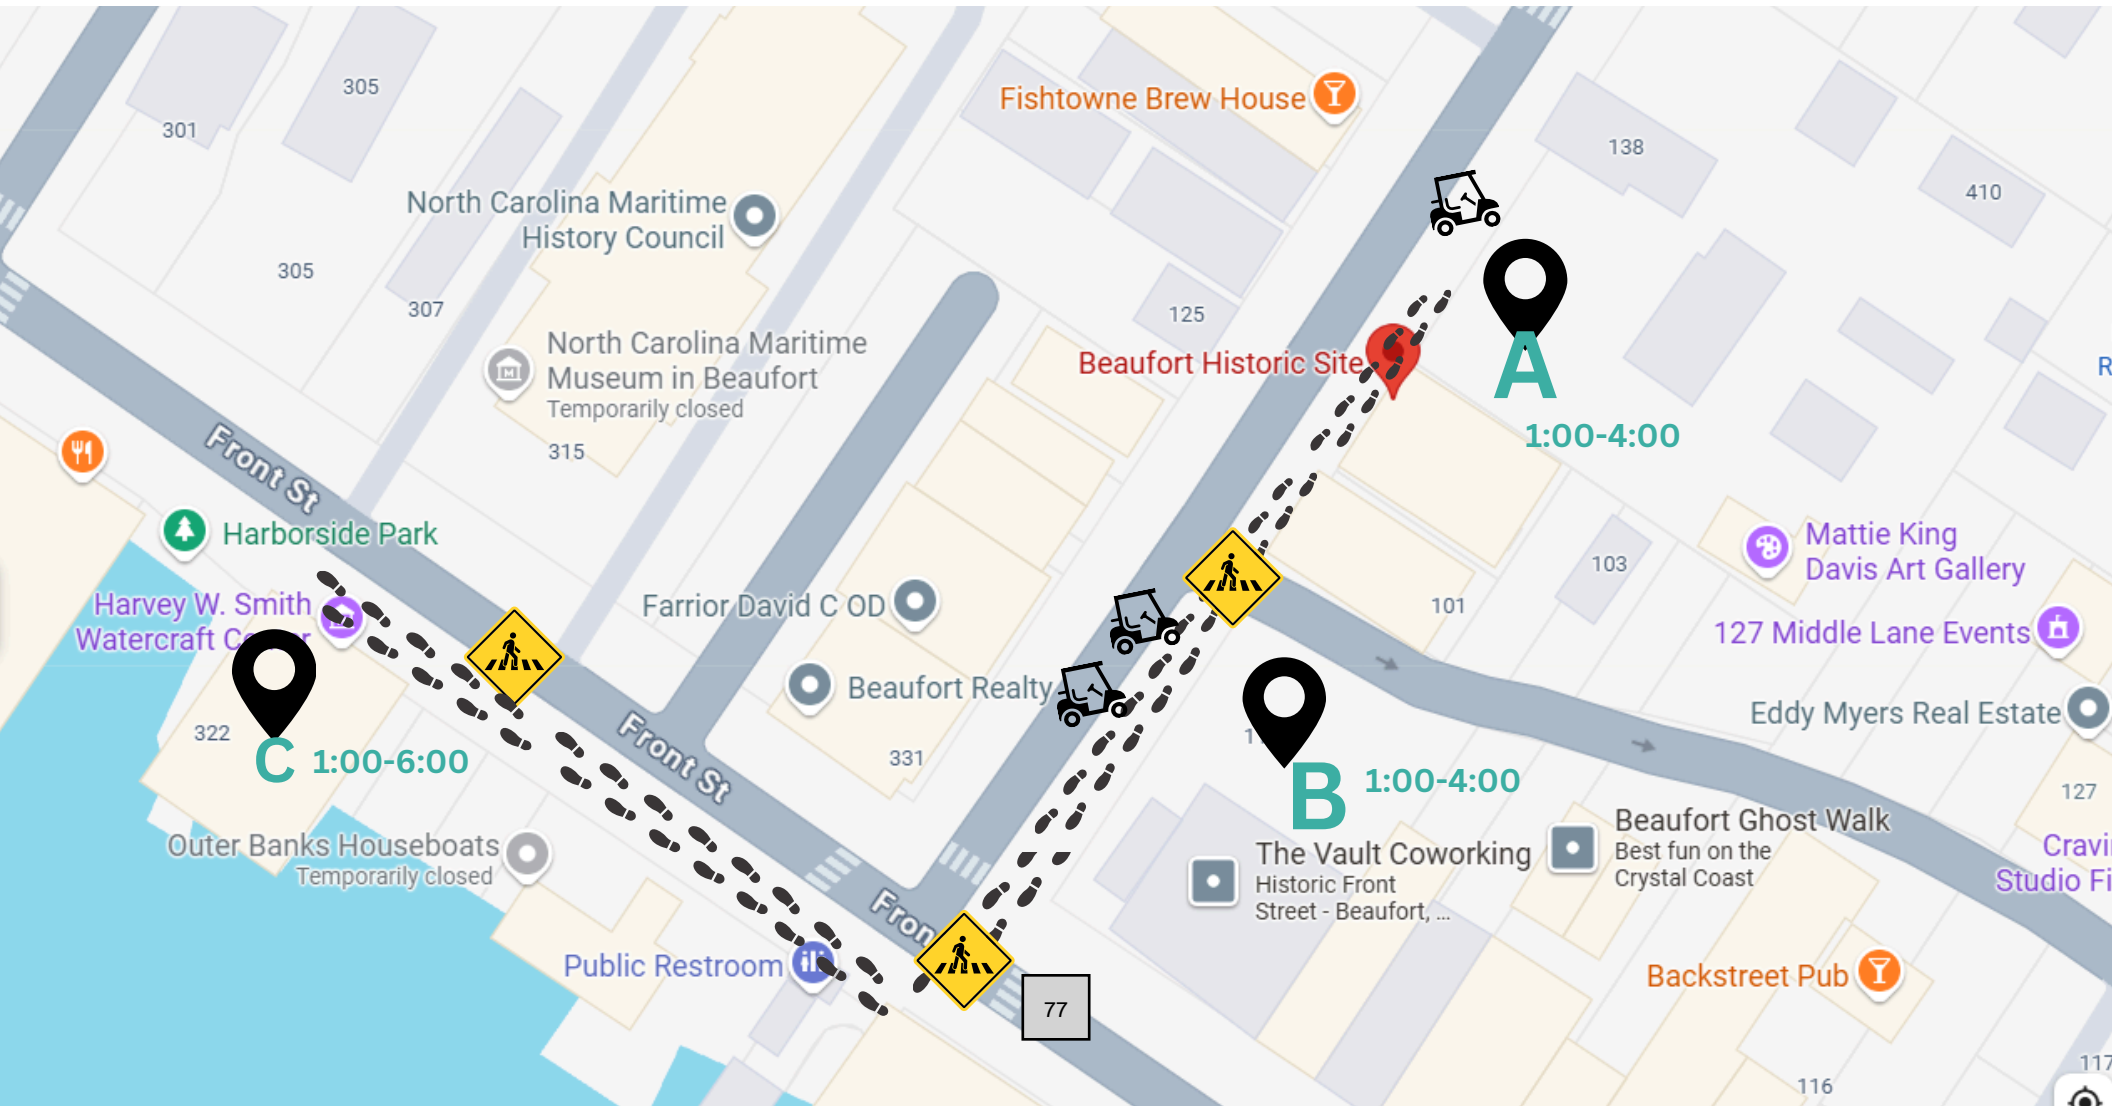 305
301
Fishtowne Brew House
138
410
North Carolina Maritime
History Council
305
307
125
North Carolina Maritime
Museum in Beaufort
Temporarily closed
315
Beaufort Historic Site
A
1:00-4:00
R
Front St
Harborside Park
Harvey W. Smith
Watercraft
322
C 1:00-6:00
Farrior David C OD
Beaufort Realty
331
Front St
101
103
Mattie King
Davis Art Gallery
127 Middle Lane Events
Eddy Myers Real Estate
127
B 1:00-4:00
The Vault Coworking
Historic Front
Street - Beaufort, ...
Beaufort Ghost Walk
Best fun on the
Crystal Coast
Cravi
Studio Fi
Outer Banks Houseboats
Temporarily closed
Public Restroom
Fron
77
Backstreet Pub
116
117